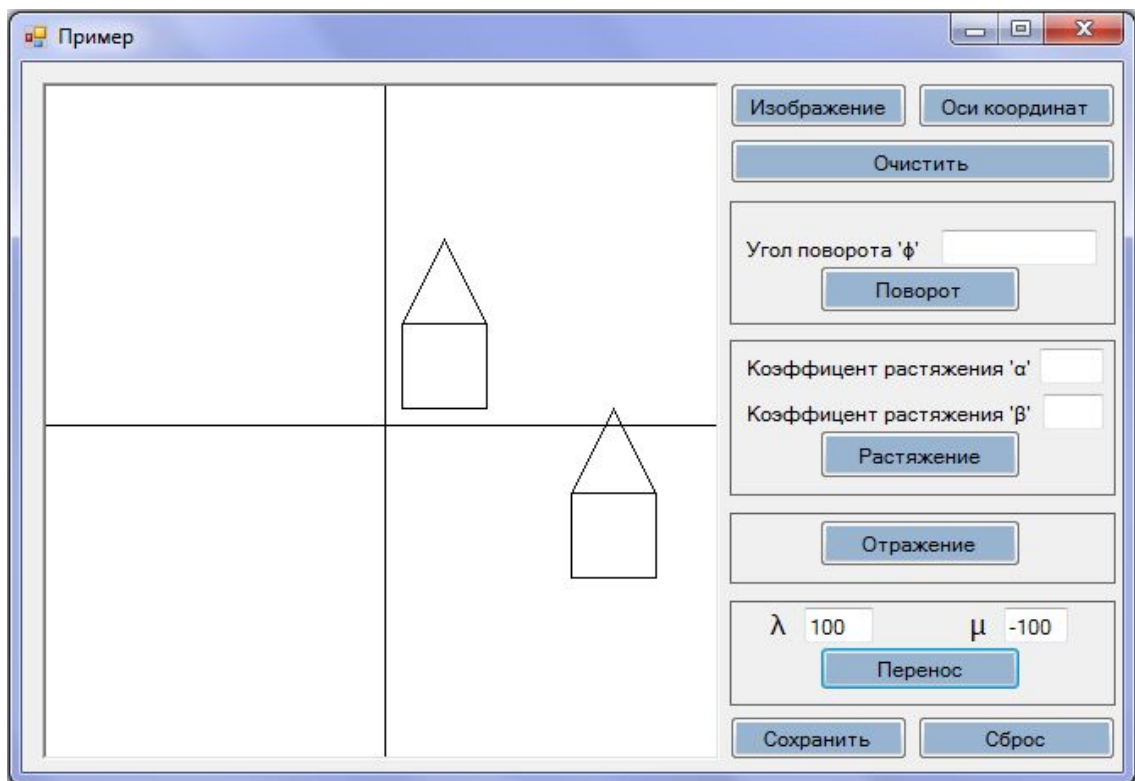 Пример
Изображение Оси координат
Очистить
Угол поворота 'ϕ'
Поворот
Коэффицент растяжения 'α'
Коэффицент растяжения 'β'
Растяжение
Отражение
λ 100 μ -100
Перенос
Сохранить Сброс